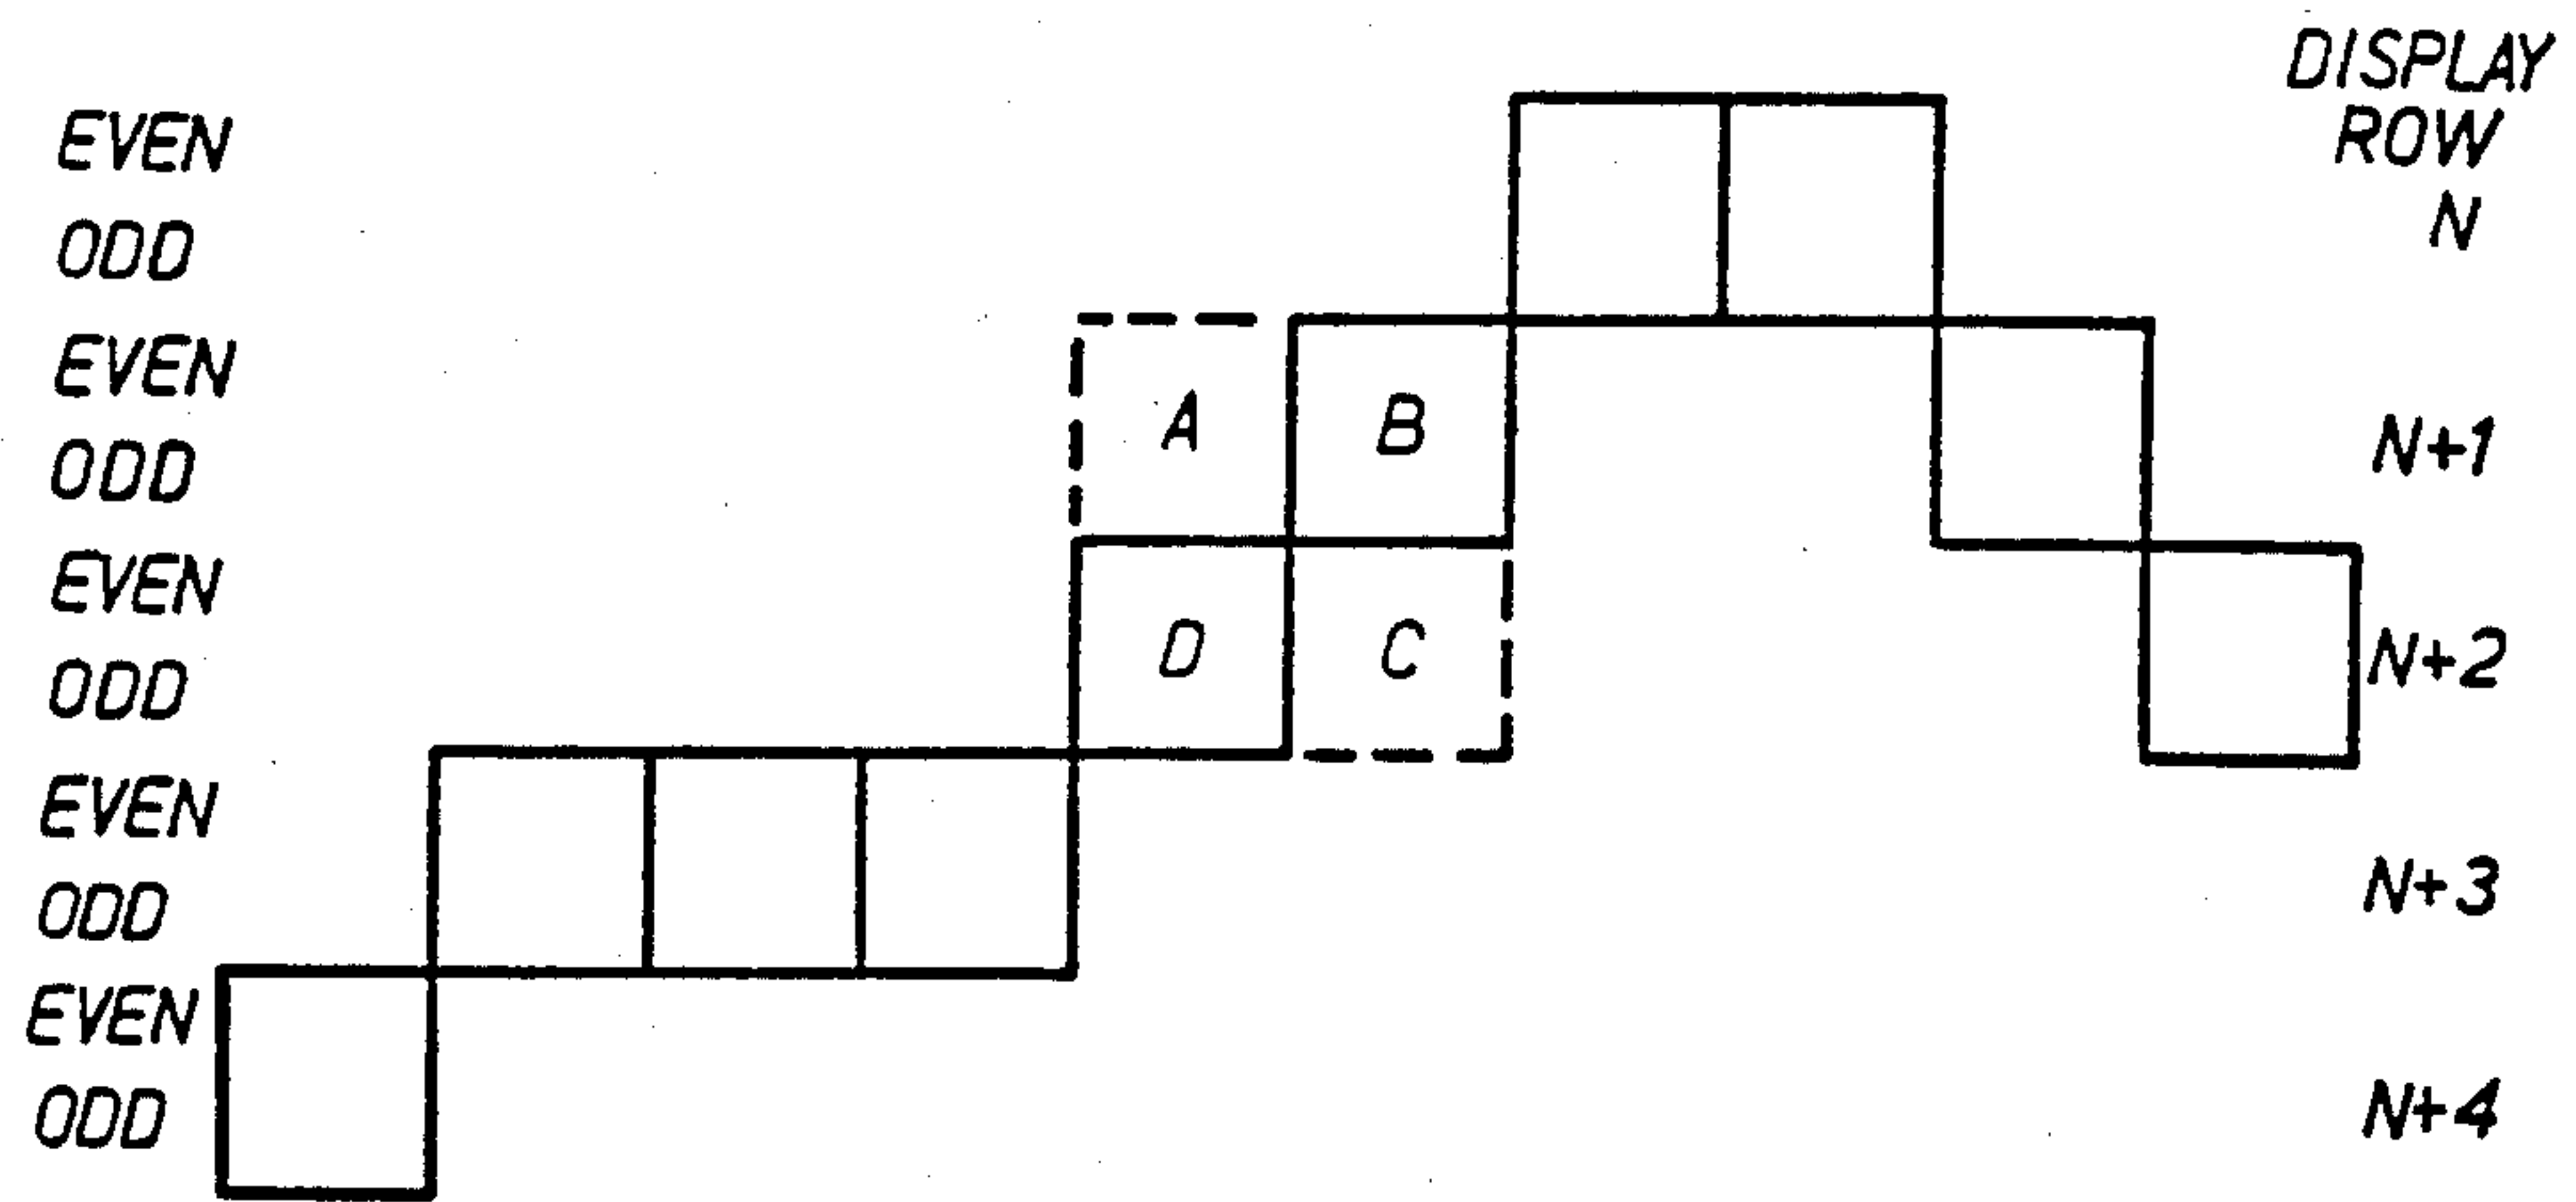 DISPLAY
ROW
EVEN
ODD
N
EVEN
ODD
A
B
N+1
EVEN
ODD
D
C
N+2
EVEN
ODD
N+3
EVEN
ODD
N+4